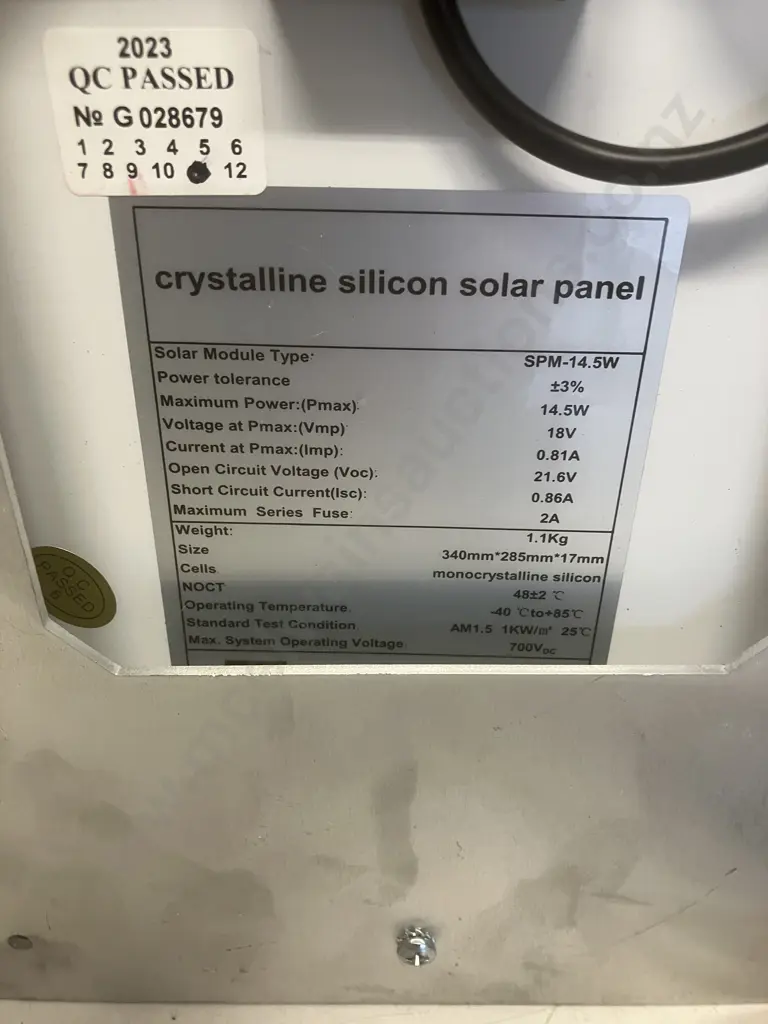 2023
QC PASSED
№ G 028679
1 2 3 4 5 6
7 8 9 10 12
crystalline silicon solar panel
Solar Module Type: SPM-14.5W
Power tolerance ±3%
Maximum Power:(Pmax): 14.5W
Voltage at Pmax:(Vmp) 18V
Current at Pmax:(Imp): 0.81A
Open Circuit Voltage (Voc): 21.6V
Short Circuit Current(Isc): 0.86A
Maximum Series Fuse: 2A
Weight: 1.1Kg
Size 340mm*285mm*17mm
Cells monocrystalline silicon
NOCT 48±2 ℃
Operating Temperature -40 ℃to+85℃
Standard Test Condition AM1.5 1KW/㎡ 25℃
Max. System Operating Voltage 700VDC
Q.C
PASSED